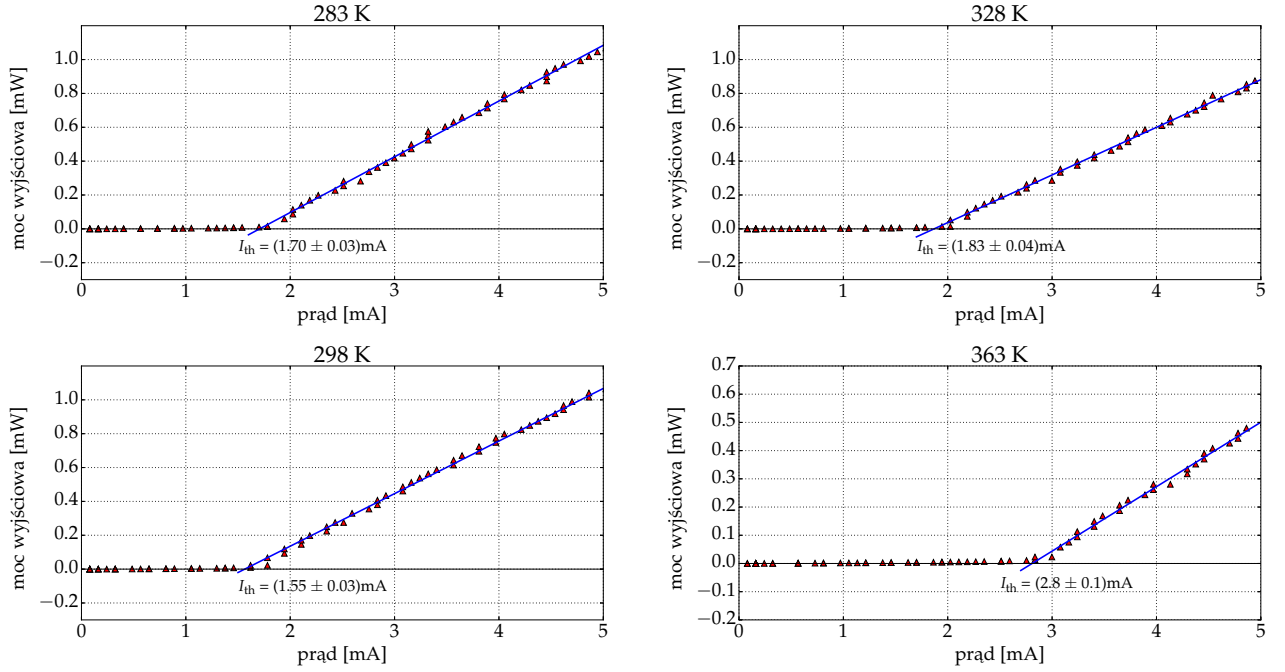 283 K
moc wyjściowa [mW]
1.0
0.8
0.6
0.4
0.2
0.0
−0.2
I_th = (1.70 ± 0.03)mA
0 1 2 3 4 5
prąd [mA]
328 K
moc wyjściowa [mW]
1.0
0.8
0.6
0.4
0.2
0.0
−0.2
I_th = (1.83 ± 0.04)mA
0 1 2 3 4 5
prąd [mA]
298 K
moc wyjściowa [mW]
1.0
0.8
0.6
0.4
0.2
0.0
−0.2
I_th = (1.55 ± 0.03)mA
0 1 2 3 4 5
prąd [mA]
363 K
moc wyjściowa [mW]
0.7
0.6
0.5
0.4
0.3
0.2
0.1
0.0
−0.1
−0.2
I_th = (2.8 ± 0.1)mA
0 1 2 3 4 5
prąd [mA]